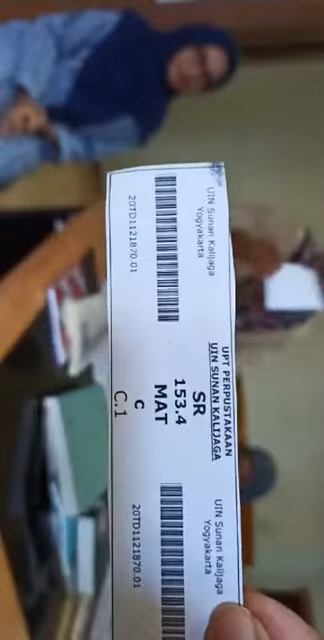 UIN Sunan Kalijaga
Yogyakarta
20TD1121870.01
UPT PERPUSTAKAAN
UIN SUNAN KALIJAGA
SR
153.4
MAT
c
C.1
UIN Sunan Kalijaga
Yogyakarta
20TD1121870.01